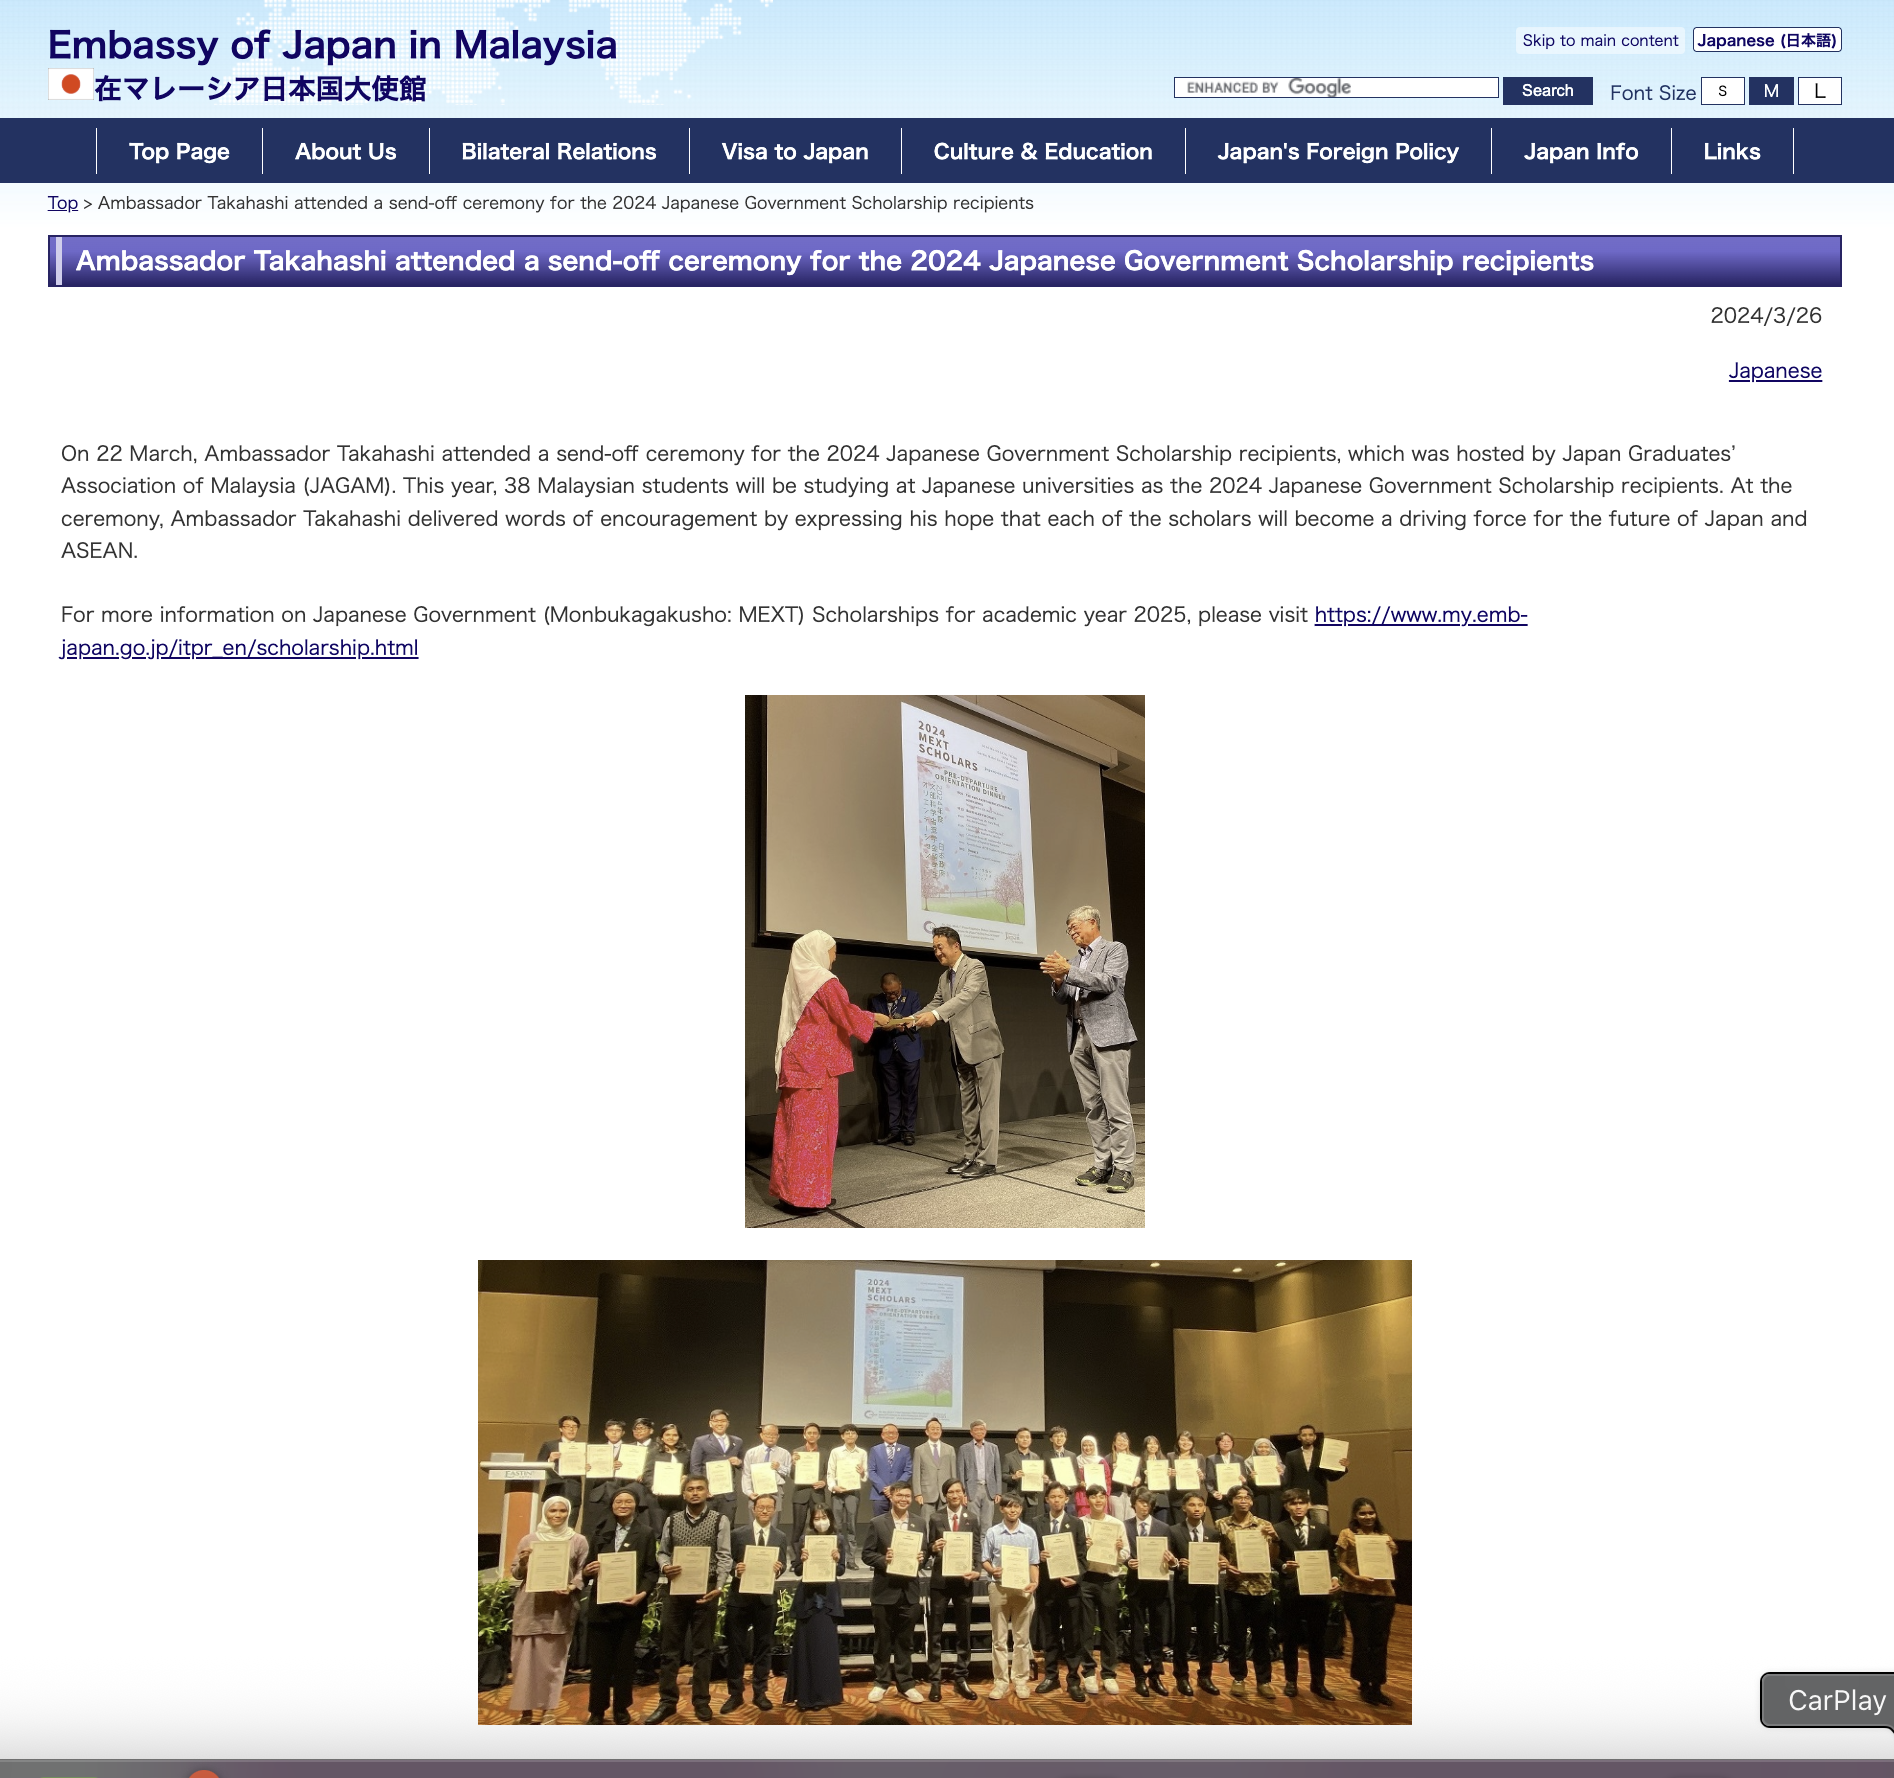 Embassy of Japan in Malaysia
在マレーシア日本国大使館
Skip to main content
Japanese (日本語)
ENHANCED BY Google
Search
Font Size S M L
Top Page
About Us
Bilateral Relations
Visa to Japan
Culture & Education
Japan's Foreign Policy
Japan Info
Links
Top > Ambassador Takahashi attended a send-off ceremony for the 2024 Japanese Government Scholarship recipients
Ambassador Takahashi attended a send-off ceremony for the 2024 Japanese Government Scholarship recipients
2024/3/26
Japanese
On 22 March, Ambassador Takahashi attended a send-off ceremony for the 2024 Japanese Government Scholarship recipients, which was hosted by Japan Graduates’
Association of Malaysia (JAGAM). This year, 38 Malaysian students will be studying at Japanese universities as the 2024 Japanese Government Scholarship recipients. At the
ceremony, Ambassador Takahashi delivered words of encouragement by expressing his hope that each of the scholars will become a driving force for the future of Japan and
ASEAN.
For more information on Japanese Government (Monbukagakusho: MEXT) Scholarships for academic year 2025, please visit https://www.my.emb-
japan.go.jp/itpr_en/scholarship.html
2024
MEXT
SCHOLARS
PRE-DEPARTURE
ORIENTATION DINNER
2024
MEXT
SCHOLARS
PRE-DEPARTURE
ORIENTATION DINNER
CarPlay